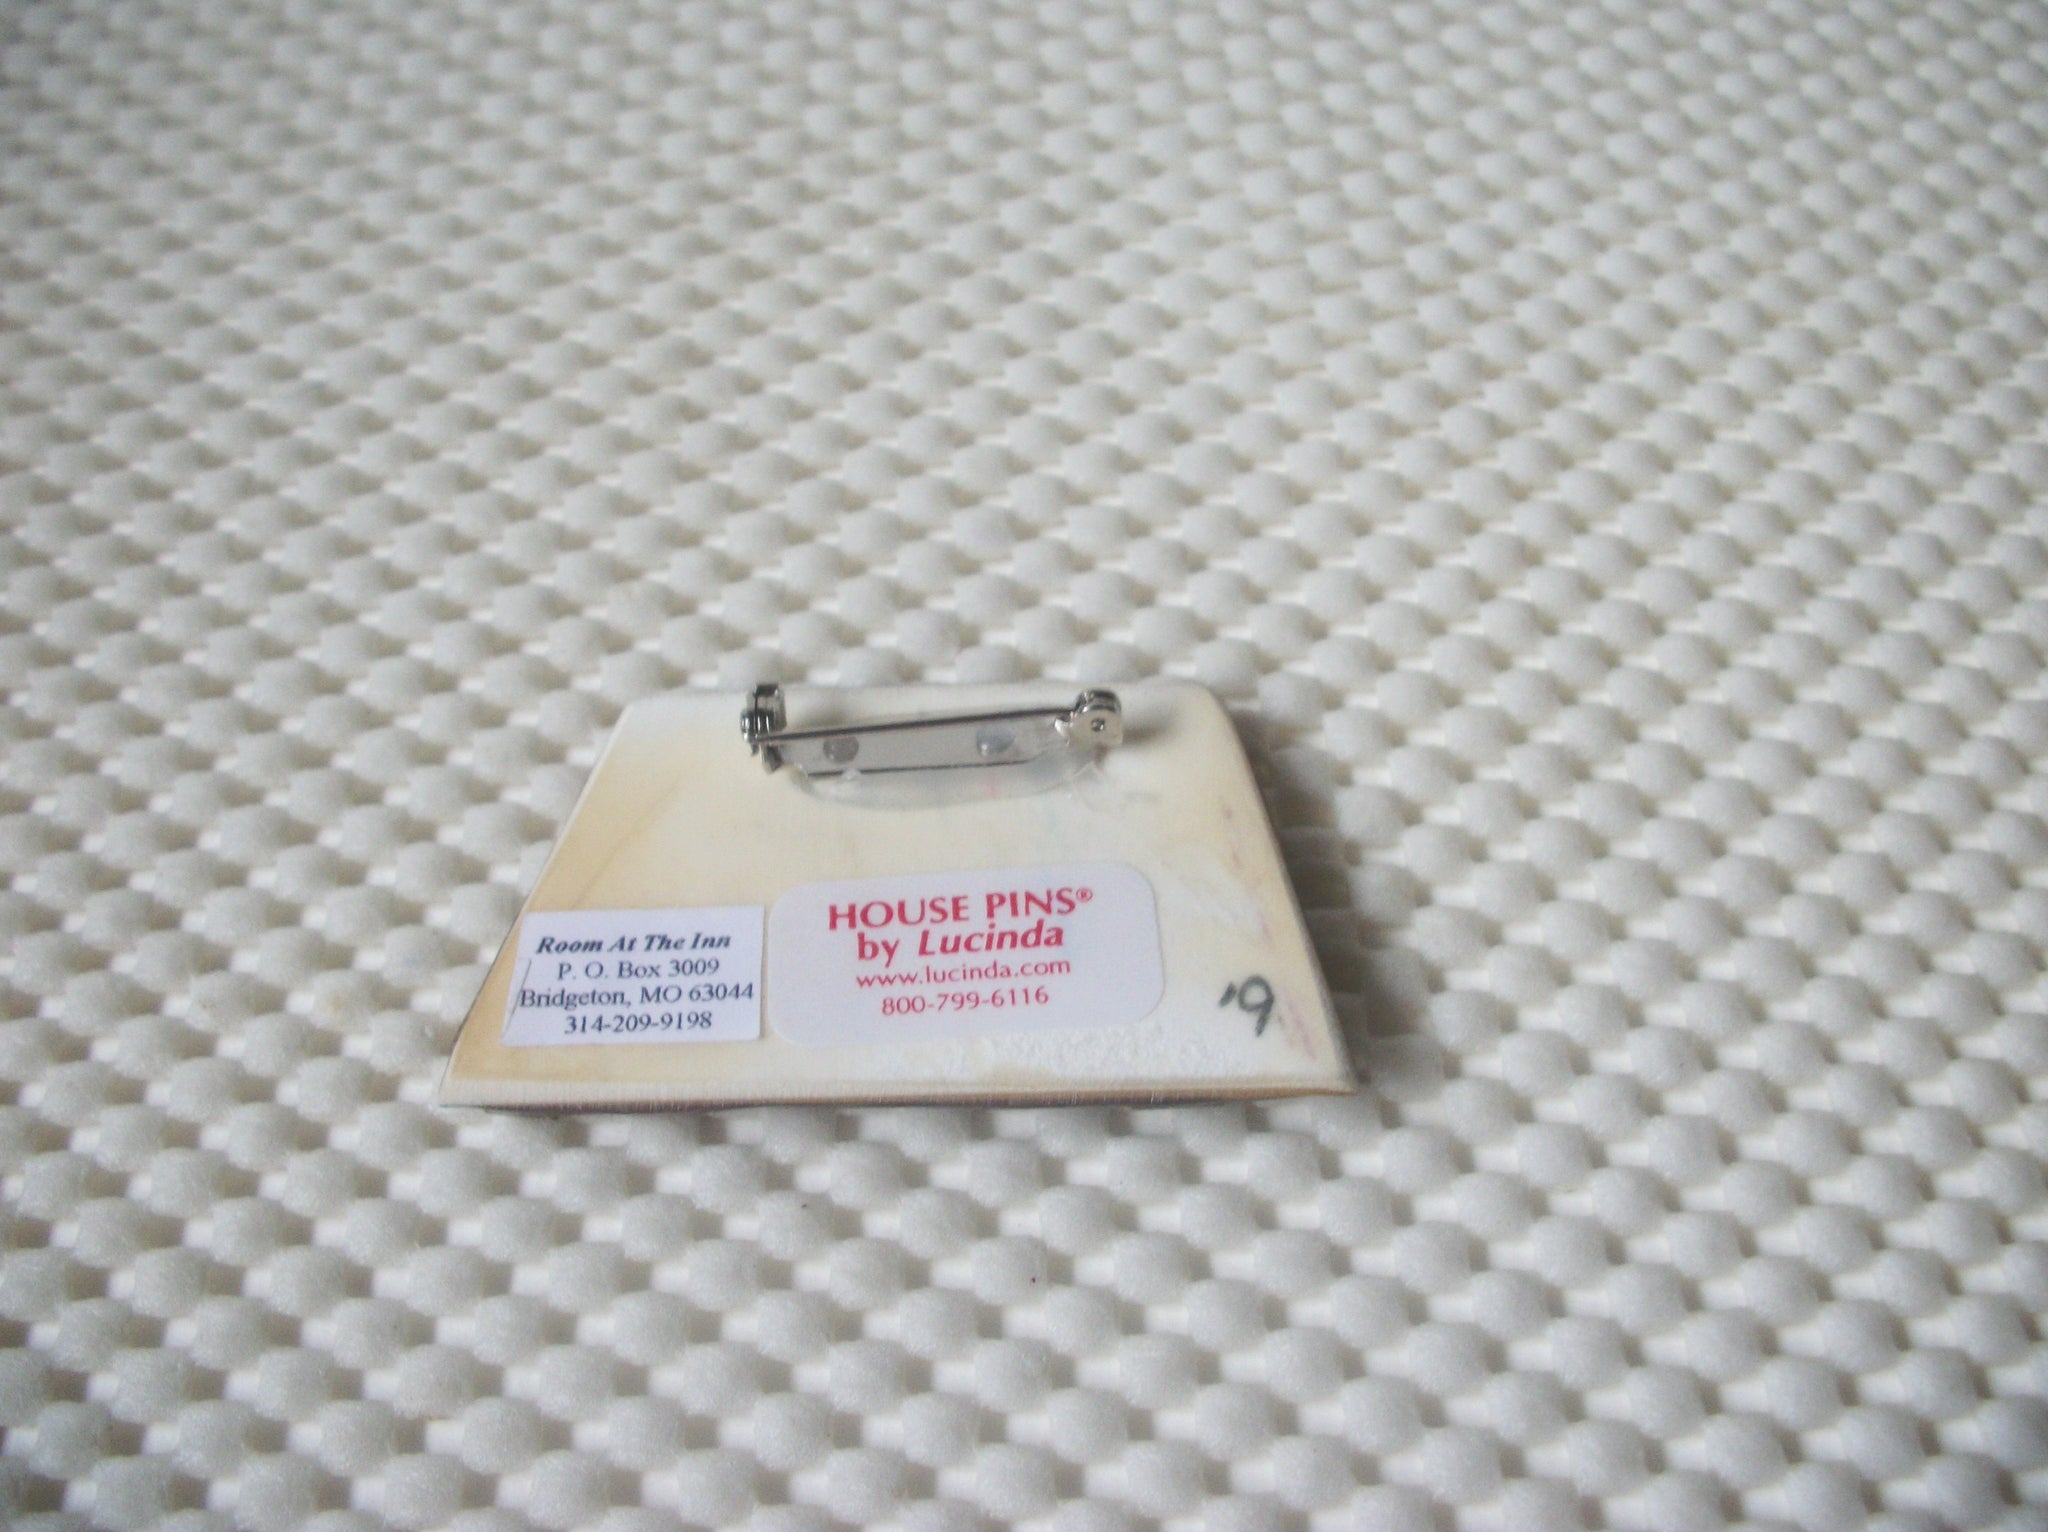 Room At The Inn
P. O. Box 3009
Bridgeton, MO 63044
314-209-9198
HOUSE PINS®
by Lucinda
www.lucinda.com
800-799-6116
'9